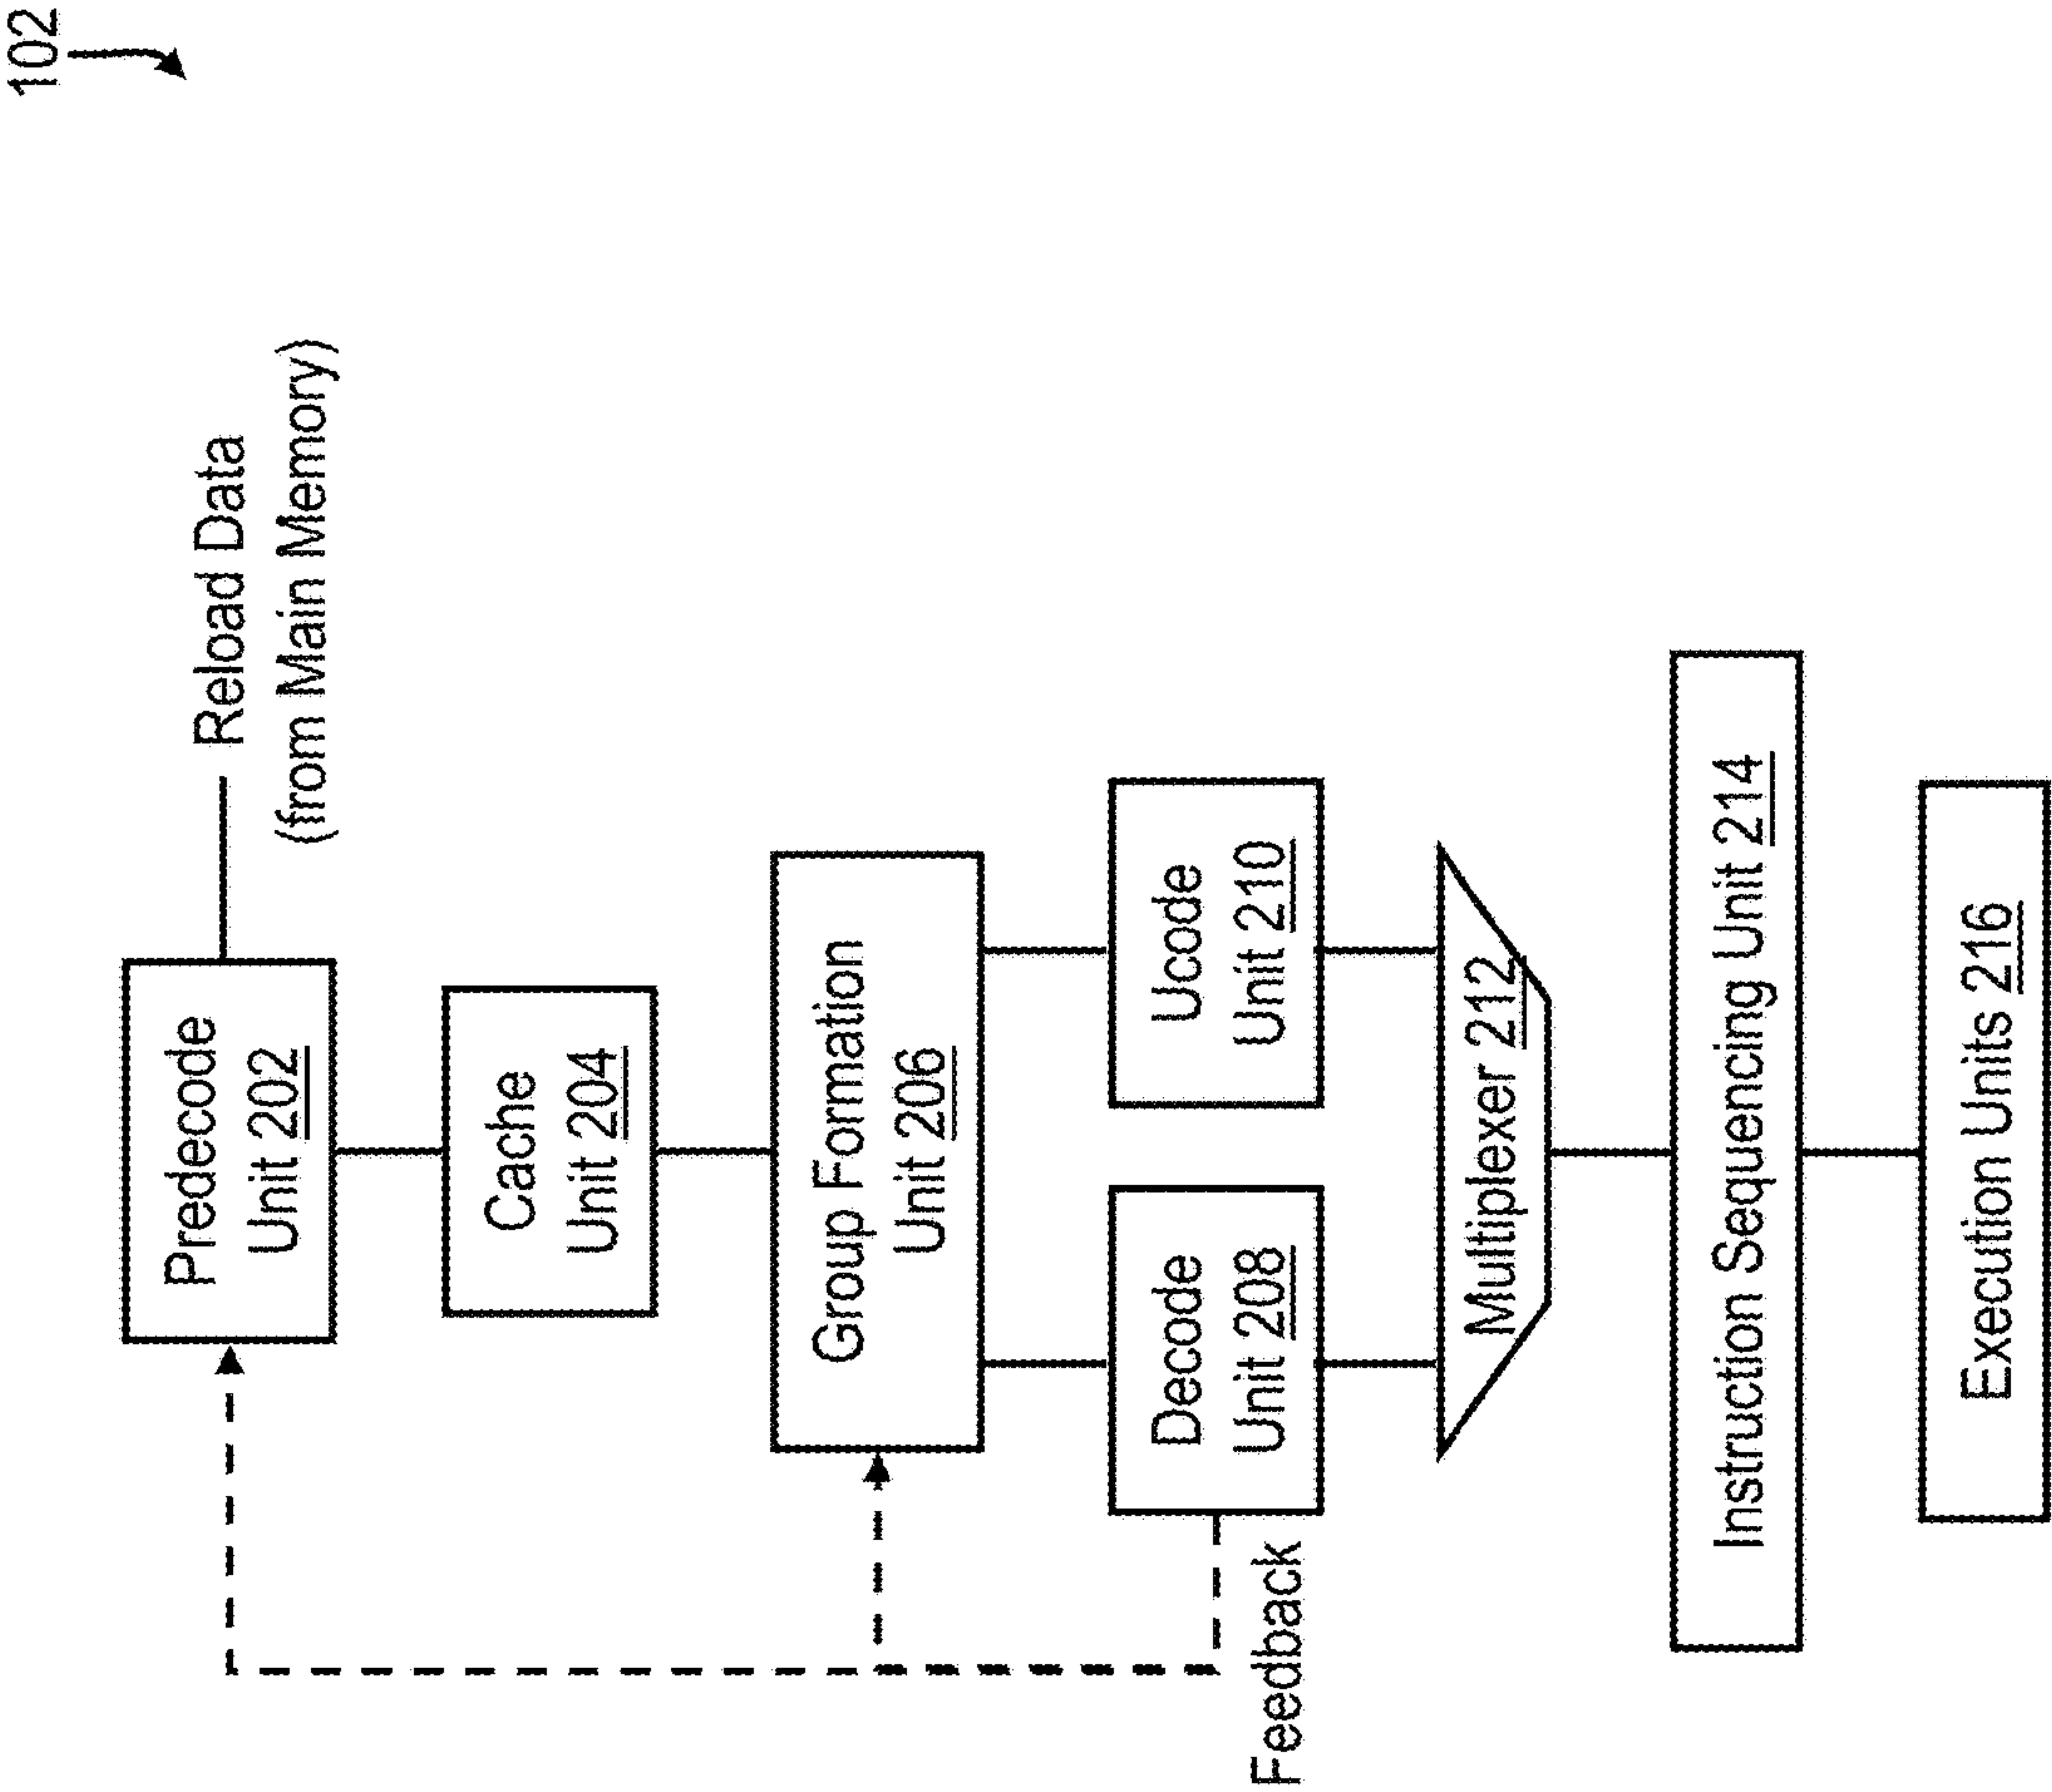 102
Reload Data
(from Main Memory)
Predecode
Unit 202
Cache
Unit 204
Group Formation
Unit 206
Decode
Unit 208
Ucode
Unit 210
Feedback
Multiplexer 212
Instruction Sequencing Unit 214
Execution Units 216